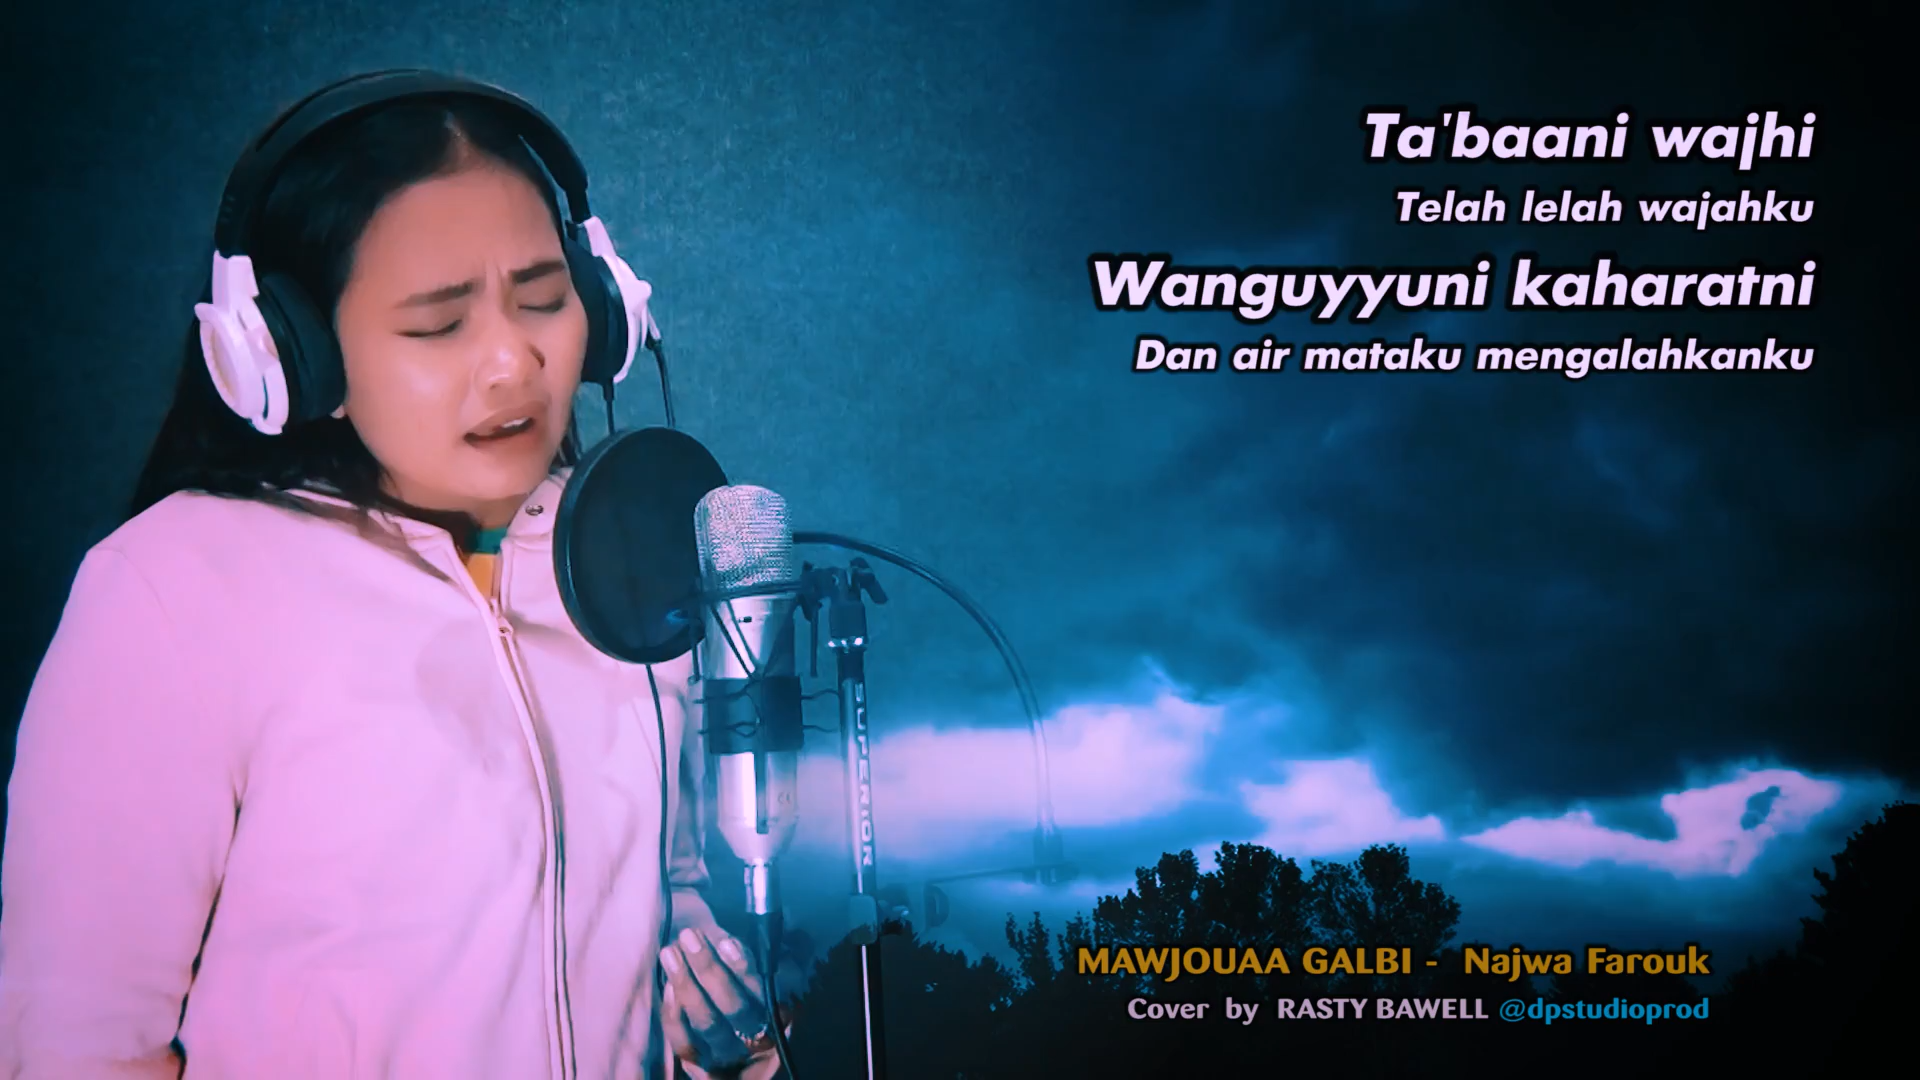 Ta'baani wajhi
Telah lelah wajahku
Wanguyyuni kaharatni
Dan air mataku mengalahkanku
SUPERIOR
MAWJOUAA GALBI - Najwa Farouk
Cover by RASTY BAWELL @dpstudioprod